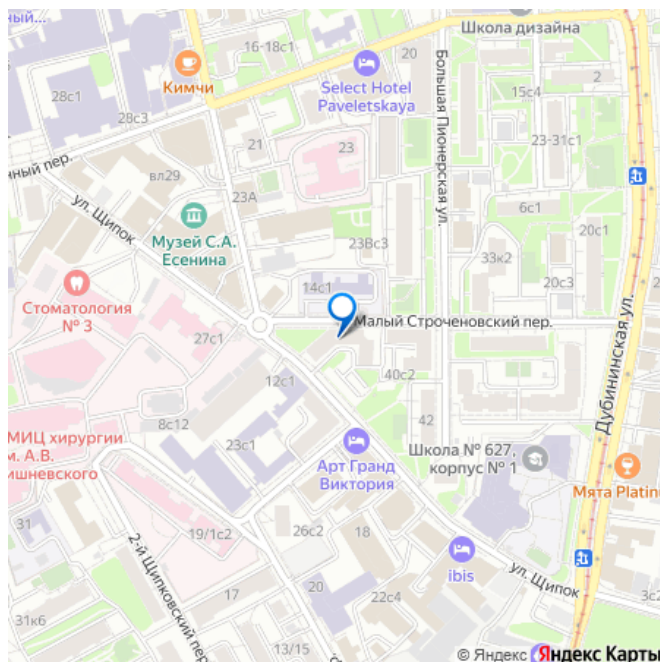 ный...
Школа дизайна
16-18с1
20
Кимчи
Select Hotel
Paveletskaya
2
28с1
15с4
28с3
Большая Пионерская ул.
21
23
23-31с1
нный пер.
вл29
ул. Щипок
23А
Музей С.А.
Есенина
6с1
20с1
23Вс3
33к2
Стоматология
№ 3
14с1
20с3
Малый Строченовский пер.
27с1
Дубининская ул.
12с1
40с2
8с12
42
МИЦ хирургии
м. А.В.
ишневского
23с1
Арт Гранд
Виктория
Школа № 627,
корпус № 1
Мята Platinu
31
19/1с2
26с2
18
2-й Щипковский пер.
ibis
ул. Щипок
17
20
22с4
3с2
31к6
13/15
© Яндекс Яндекс Карты